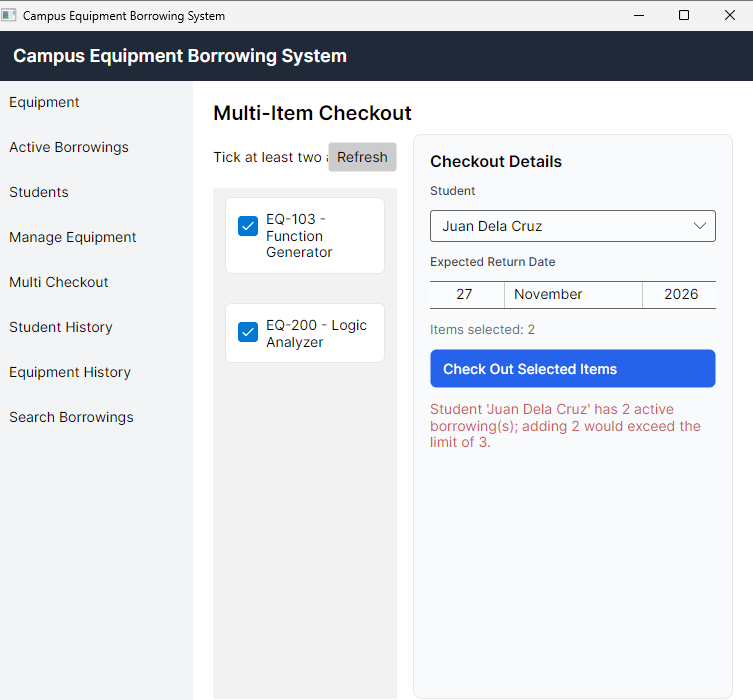 Campus Equipment Borrowing System
Campus Equipment Borrowing System
Equipment
Active Borrowings
Students
Manage Equipment
Multi Checkout
Student History
Equipment History
Search Borrowings
Multi-Item Checkout
Tick at least two
Refresh
EQ-103 -
Function
Generator
EQ-200 - Logic
Analyzer
Checkout Details
Student
Juan Dela Cruz
Expected Return Date
27 November 2026
Items selected: 2
Check Out Selected Items
Student 'Juan Dela Cruz' has 2 active
borrowing(s); adding 2 would exceed the
limit of 3.